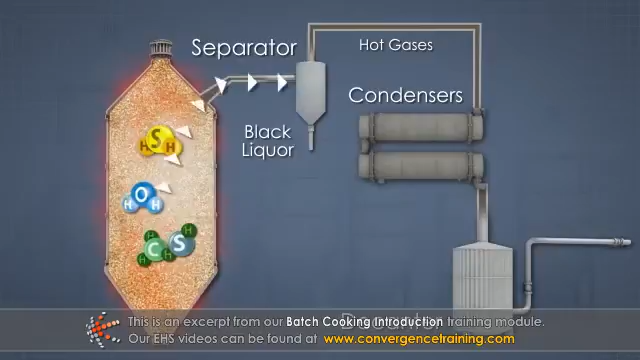 Separator
Hot Gases
Condensers
Black
Liquor
S
H H
O
H H
H
H
C S
H H
Decanter
This is an excerpt from our Batch Cooking Introduction training module.
Our EHS videos can be found at www.convergencetraining.com